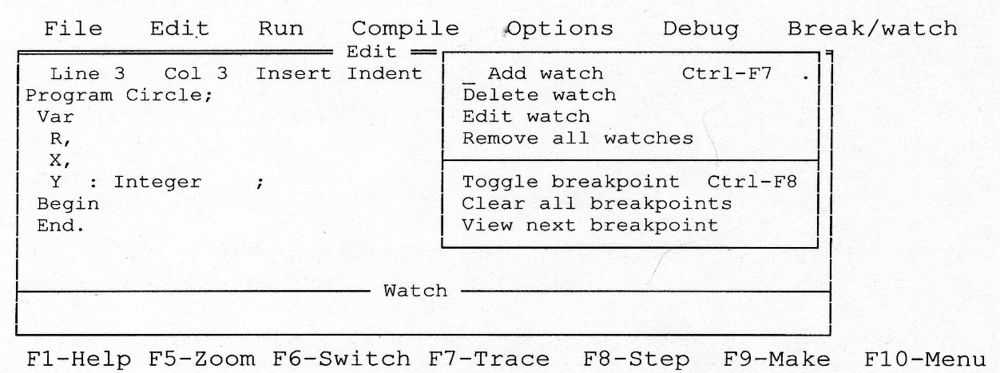 File Edit Run Compile Options Debug Break/watch
Edit
Line 3 Col 3 Insert Indent
Program Circle;
Var
R,
X,
Y : Integer ;
Begin
End.
_ Add watch Ctrl-F7 .
Delete watch
Edit watch
Remove all watches
Toggle breakpoint Ctrl-F8
Clear all breakpoints
View next breakpoint
Watch
F1-Help F5-Zoom F6-Switch F7-Trace F8-Step F9-Make F10-Menu